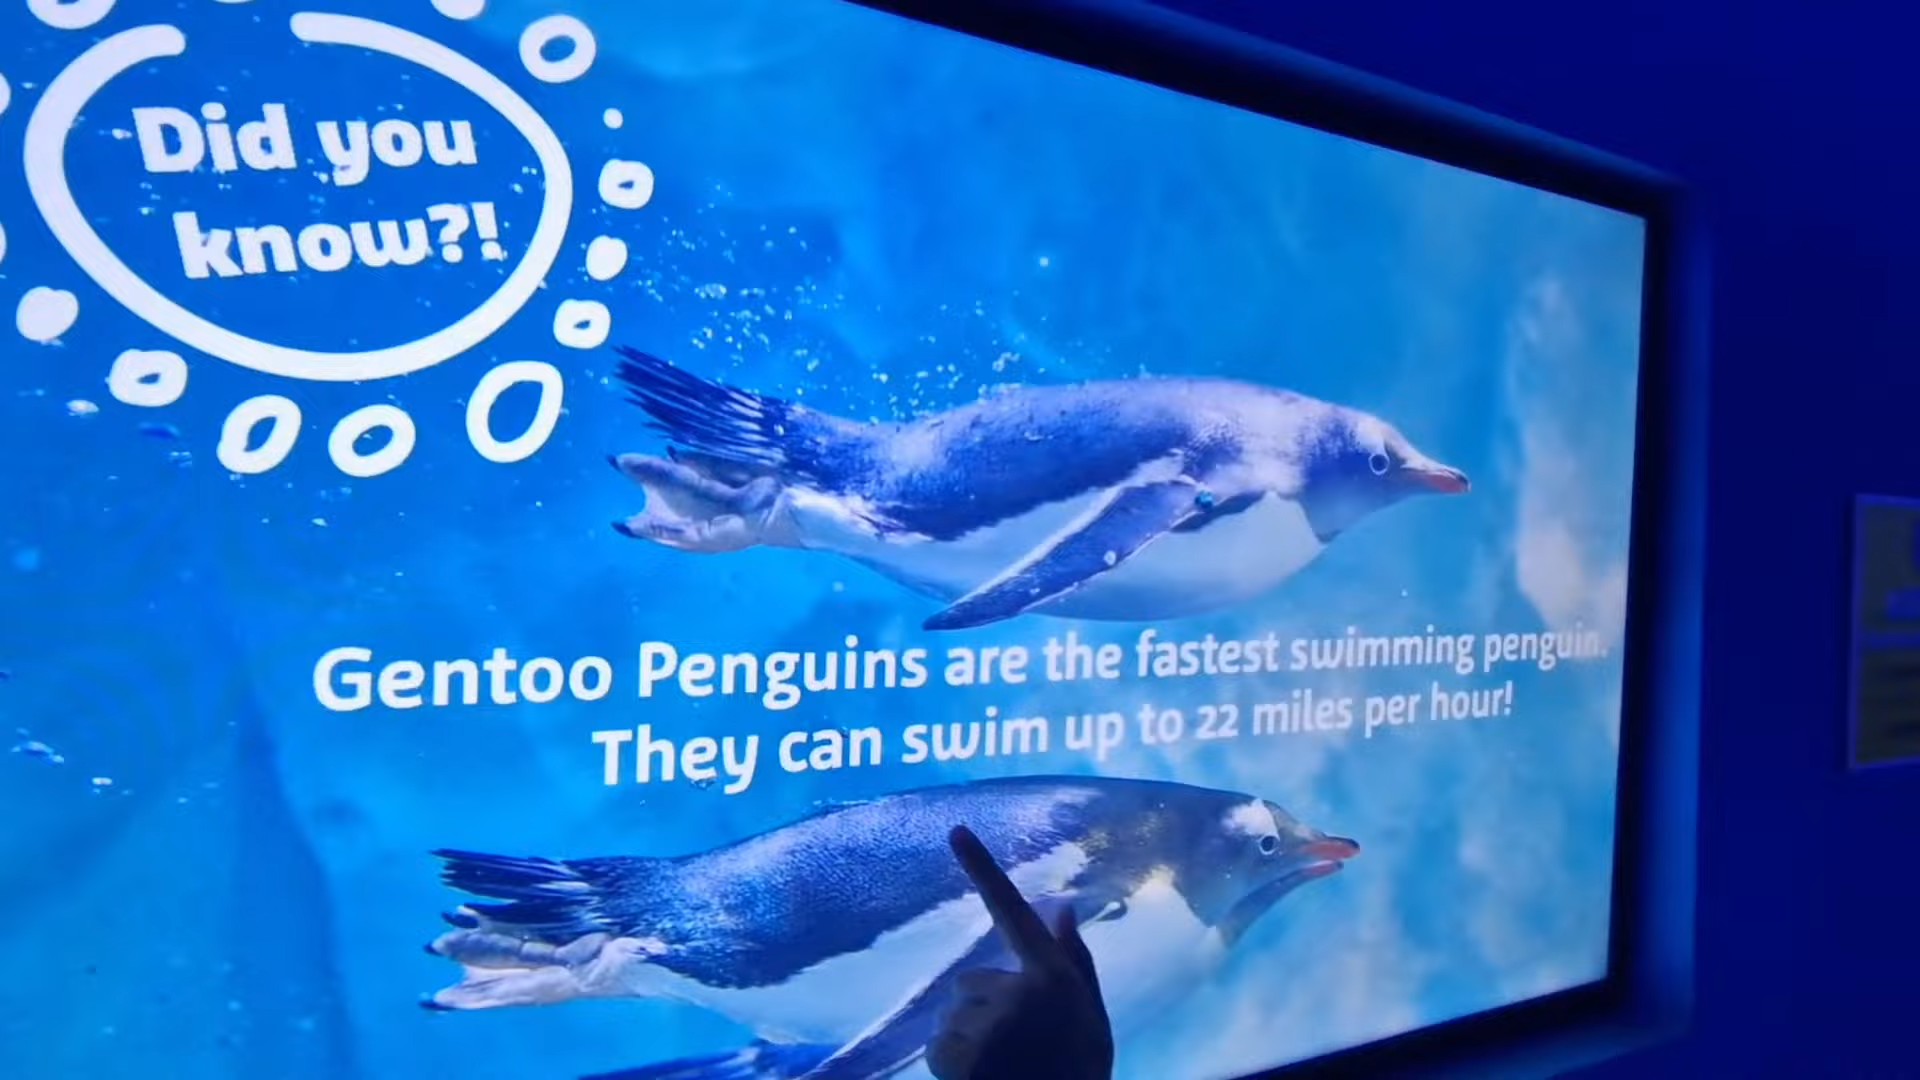 Did you
know?!
Gentoo Penguins are the fastest swimming penguin.
They can swim up to 22 miles per hour!